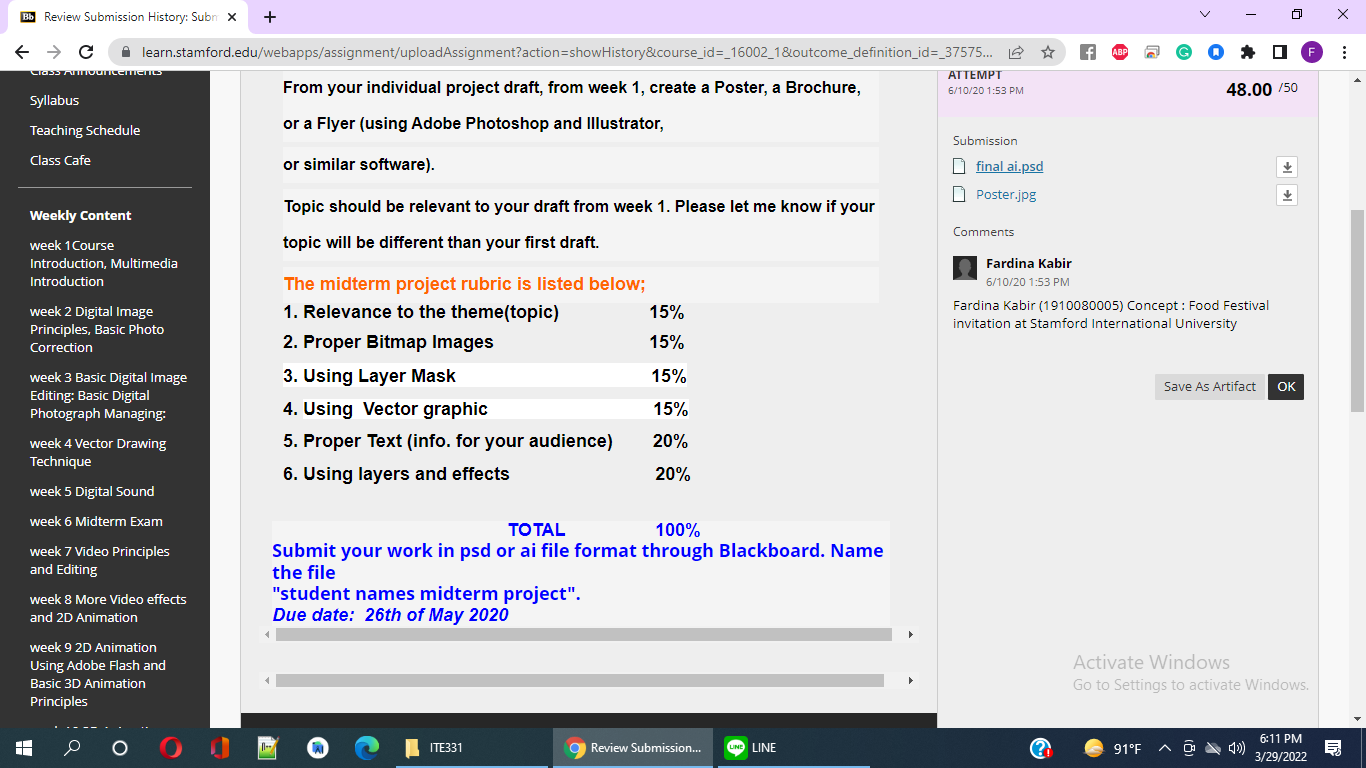 Review Submission History: Subm
learn.stamford.edu/webapps/assignment/uploadAssignment?action=showHistory&course_id=_16002_1&outcome_definition_id=_37575...
ABP
F
Class Announcements
Syllabus
Teaching Schedule
Class Cafe
Weekly Content
week 1Course
Introduction, Multimedia
Introduction
week 2 Digital Image
Principles, Basic Photo
Correction
week 3 Basic Digital Image
Editing: Basic Digital
Photograph Managing:
week 4 Vector Drawing
Technique
week 5 Digital Sound
week 6 Midterm Exam
week 7 Video Principles
and Editing
week 8 More Video effects
and 2D Animation
week 9 2D Animation
Using Adobe Flash and
Basic 3D Animation
Principles
From your individual project draft, from week 1, create a Poster, a Brochure,
or a Flyer (using Adobe Photoshop and Illustrator,
or similar software).
Topic should be relevant to your draft from week 1. Please let me know if your
topic will be different than your first draft.
The midterm project rubric is listed below;
1. Relevance to the theme(topic) 15%
2. Proper Bitmap Images 15%
3. Using Layer Mask 15%
4. Using Vector graphic 15%
5. Proper Text (info. for your audience) 20%
6. Using layers and effects 20%
TOTAL 100%
Submit your work in psd or ai file format through Blackboard. Name
the file
"student names midterm project".
Due date: 26th of May 2020
ATTEMPT
6/10/20 1:53 PM
48.00 /50
Submission
final ai.psd
Poster.jpg
Comments
Fardina Kabir
6/10/20 1:53 PM
Fardina Kabir (1910080005) Concept : Food Festival
invitation at Stamford International University
Save As Artifact
OK
Activate Windows
Go to Settings to activate Windows.
ITE331
Review Submission...
LINE
91°F
6:11 PM
3/29/2022